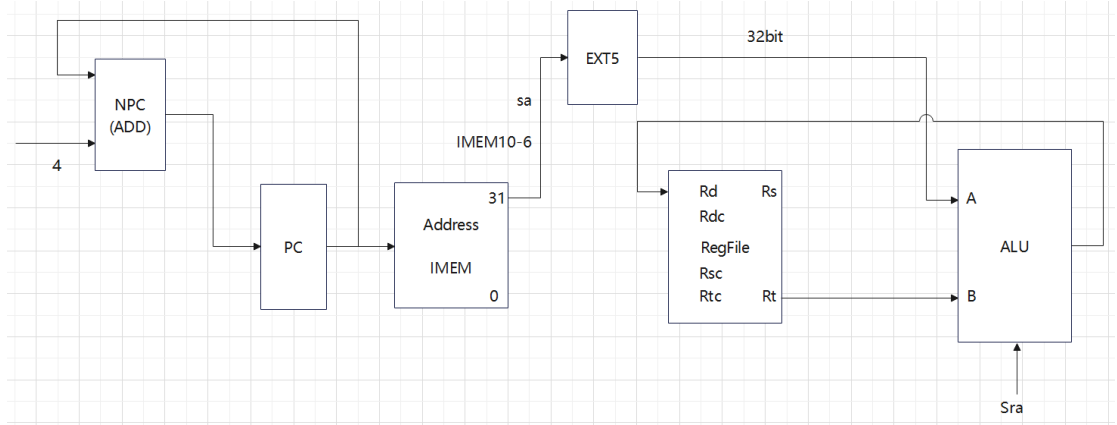 NPC
(ADD)
4
PC
31
Address
IMEM
0
sa
IMEM10-6
EXT5
32bit
Rd Rs
Rdc
RegFile
Rsc
Rtc Rt
A
ALU
B
Sra